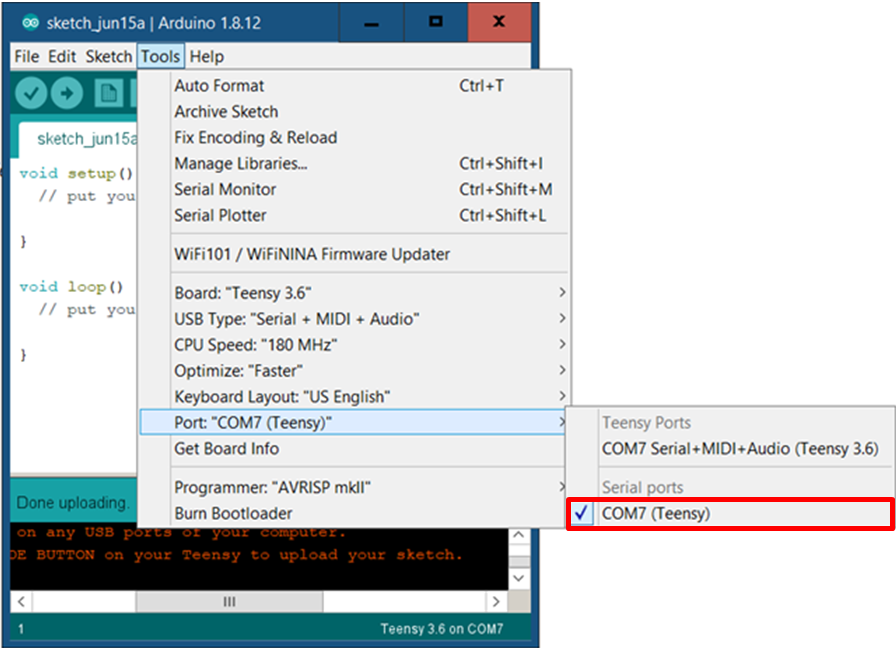 sketch_jun15a | Arduino 1.8.12
File Edit Sketch Tools Help
Auto Format Ctrl+T
Archive Sketch
Fix Encoding & Reload
Manage Libraries... Ctrl+Shift+I
Serial Monitor Ctrl+Shift+M
Serial Plotter Ctrl+Shift+L
WiFi101 / WiFiNINA Firmware Updater
Board: "Teensy 3.6"
USB Type: "Serial + MIDI + Audio"
CPU Speed: "180 MHz"
Optimize: "Faster"
Keyboard Layout: "US English"
Port: "COM7 (Teensy)"
Get Board Info
Programmer: "AVRISP mkII"
Burn Bootloader
Teensy Ports
COM7 Serial+MIDI+Audio (Teensy 3.6)
Serial ports
COM7 (Teensy)
sketch_jun15a
void setup()
// put you
}
void loop()
// put you
}
Done uploading.
on any USB ports of your computer.
DE BUTTON on your Teensy to upload your sketch.
1 Teensy 3.6 on COM7